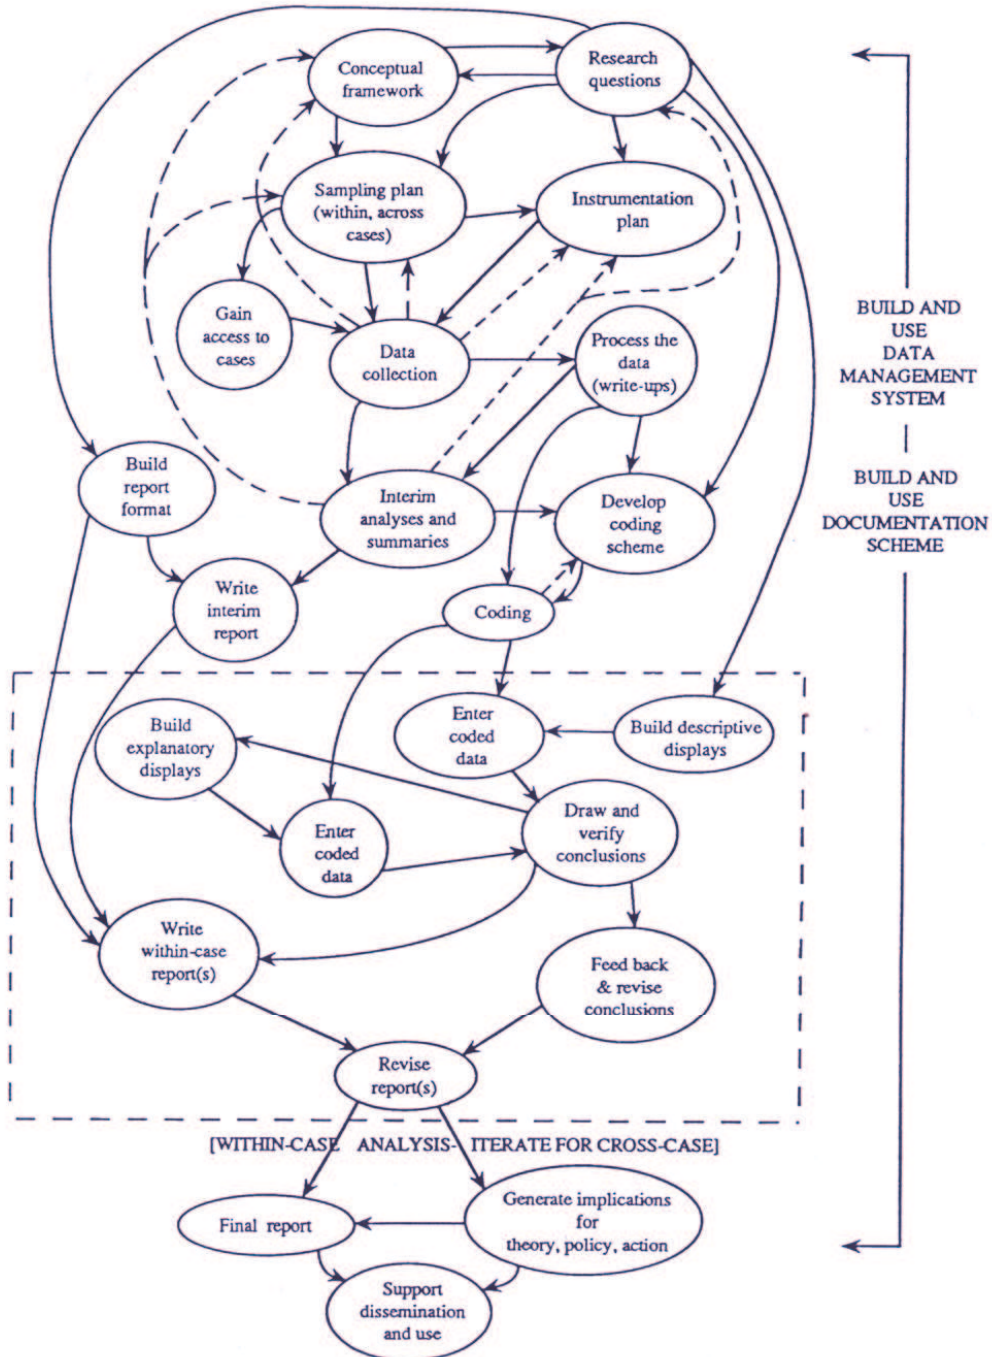 Conceptual
framework
Research
questions
Sampling plan
(within, across
cases)
Instrumentation
plan
Gain
access to
cases
Data
collection
Process the
data
(write-ups)
BUILD AND
USE
DATA
MANAGEMENT
SYSTEM
BUILD AND
USE
DOCUMENTATION
SCHEME
Build
report
format
Interim
analyses and
summaries
Develop
coding
scheme
Write
interim
report
Coding
Build
explanatory
displays
Enter
coded
data
Build descriptive
displays
Enter
coded
data
Draw and
verify
conclusions
Write
within-case
report(s)
Feed back
& revise
conclusions
Revise
report(s)
[WITHIN-CASE ANALYSIS- ITERATE FOR CROSS-CASE]
Final report
Generate implications
for
theory, policy, action
Support
dissemination
and use